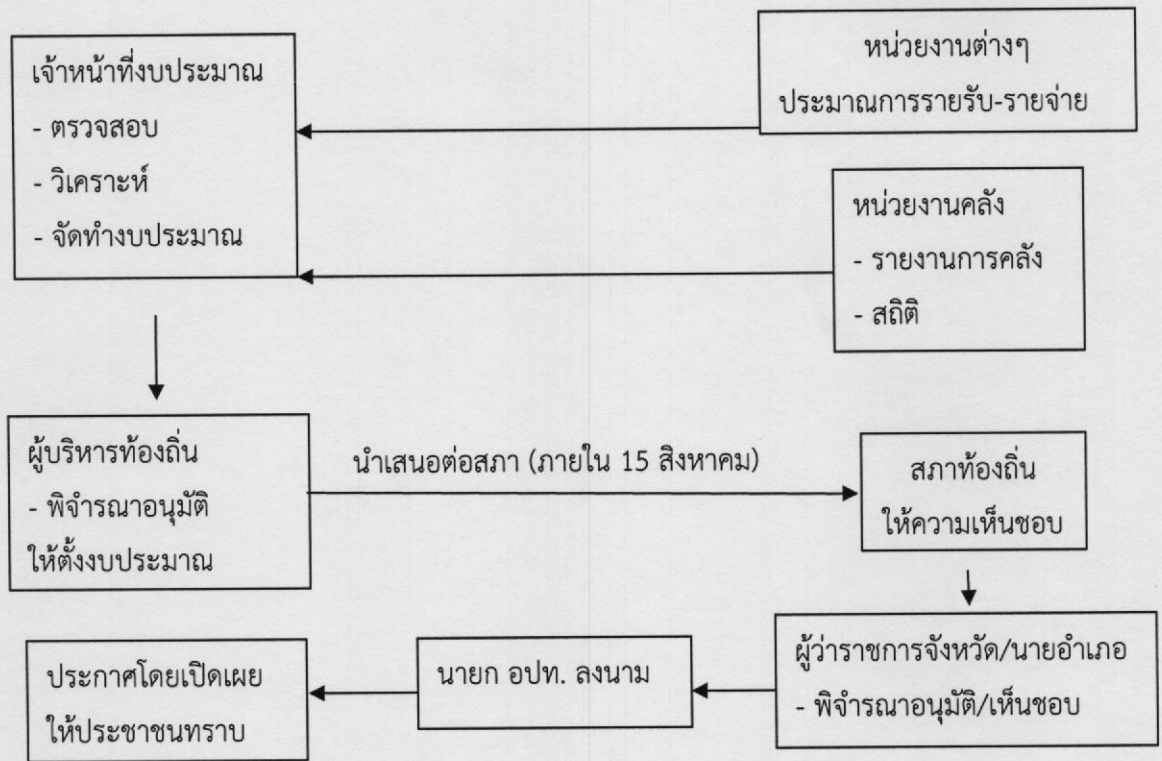 หน่วยงานต่างๆ
ประมาณการรายรับ-รายจ่าย
เจ้าหน้าที่งบประมาณ
- ตรวจสอบ
- วิเคราะห์
- จัดทำงบประมาณ
หน่วยงานคลัง
- รายงานการคลัง
- สถิติ
ผู้บริหารท้องถิ่น
- พิจำรณาอนุมัติ
ให้ตั้งงบประมาณ
นำเสนอต่อสภา (ภายใน 15 สิงหาคม)
สภาท้องถิ่น
ให้ความเห็นชอบ
ผู้ว่าราชการจังหวัด/นายอำเภอ
- พิจำรณาอนุมัติ/เห็นชอบ
นายก อปท. ลงนาม
ประกาศโดยเปิดเผย
ให้ประชาชนทราบ